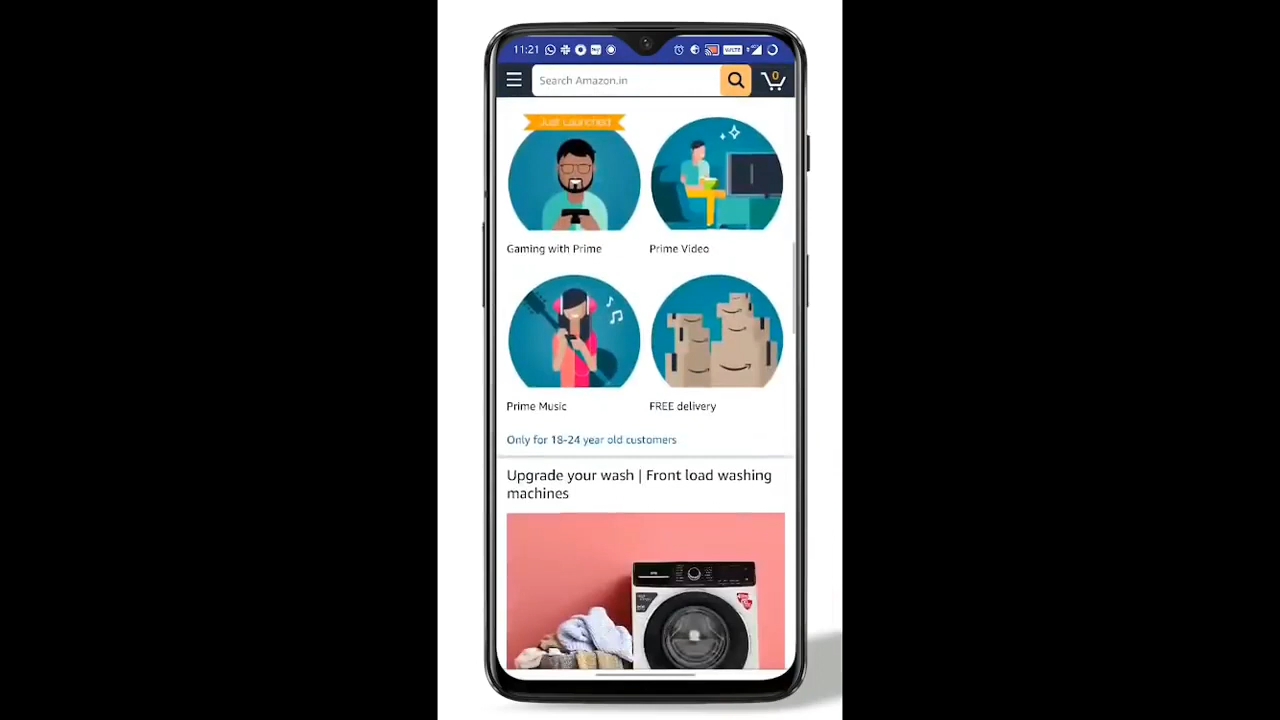 11:21
Search Amazon.in
0
Just Launched
Gaming with Prime
Prime Video
Prime Music
FREE delivery
Only for 18-24 year old customers
Upgrade your wash | Front load washing
machines